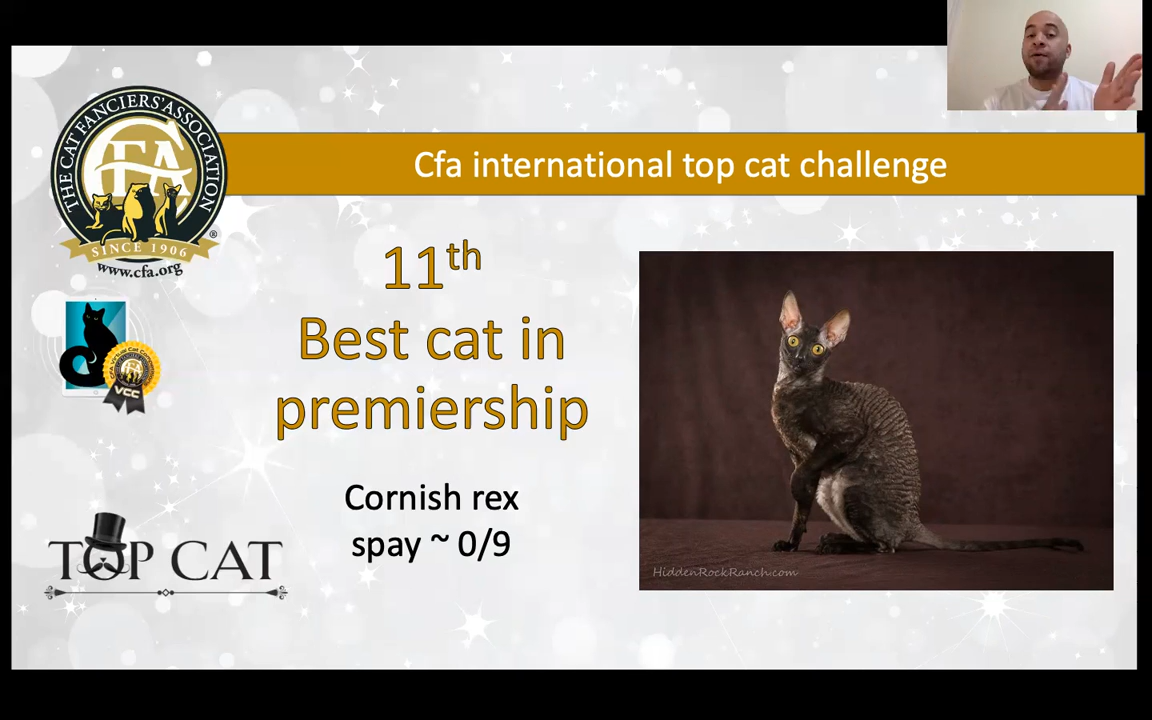 THE CAT FANCIERS' ASSOCIATION
CFA
SINCE 1906
®
www.cfa.org
Cfa international top cat challenge
11th
Best cat in
premiership
VCC
Cornish rex
spay ~ 0/9
TOP CAT
HiddenRockRanch.com